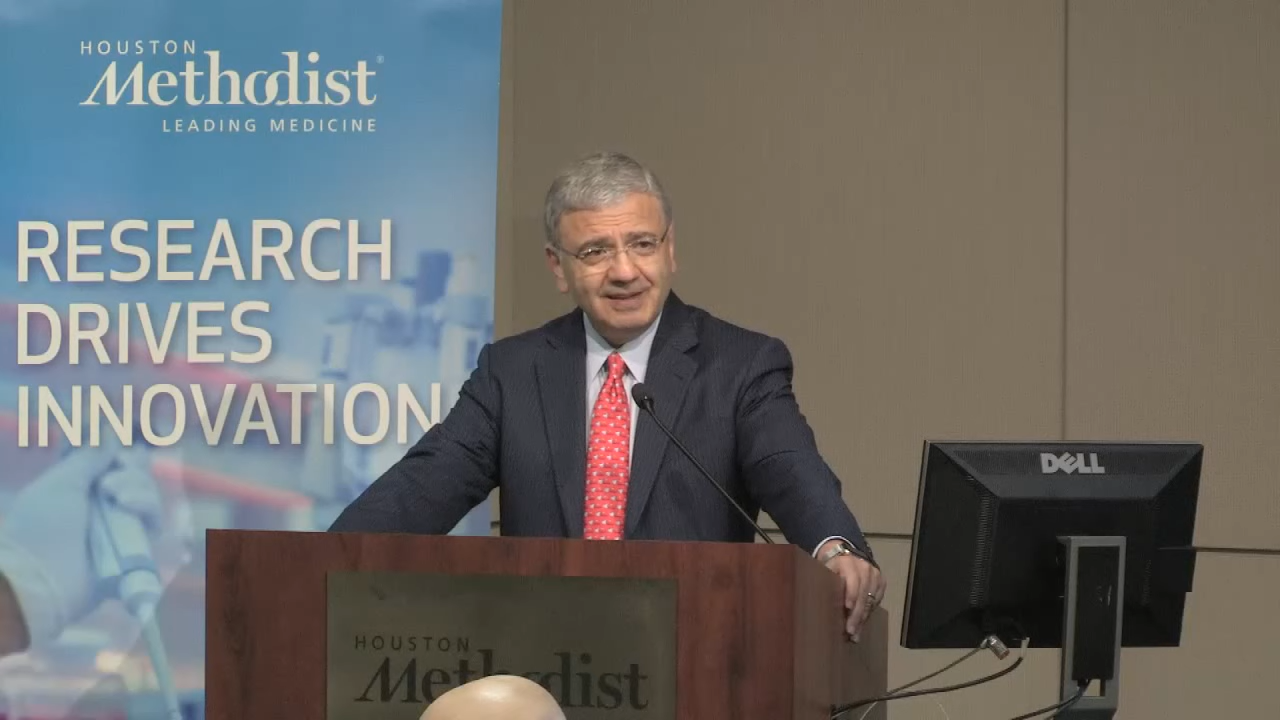 HOUSTON
Methodist®
LEADING MEDICINE
RESEARCH
DRIVES
INNOVATION
DELL
HOUSTON
Methodist